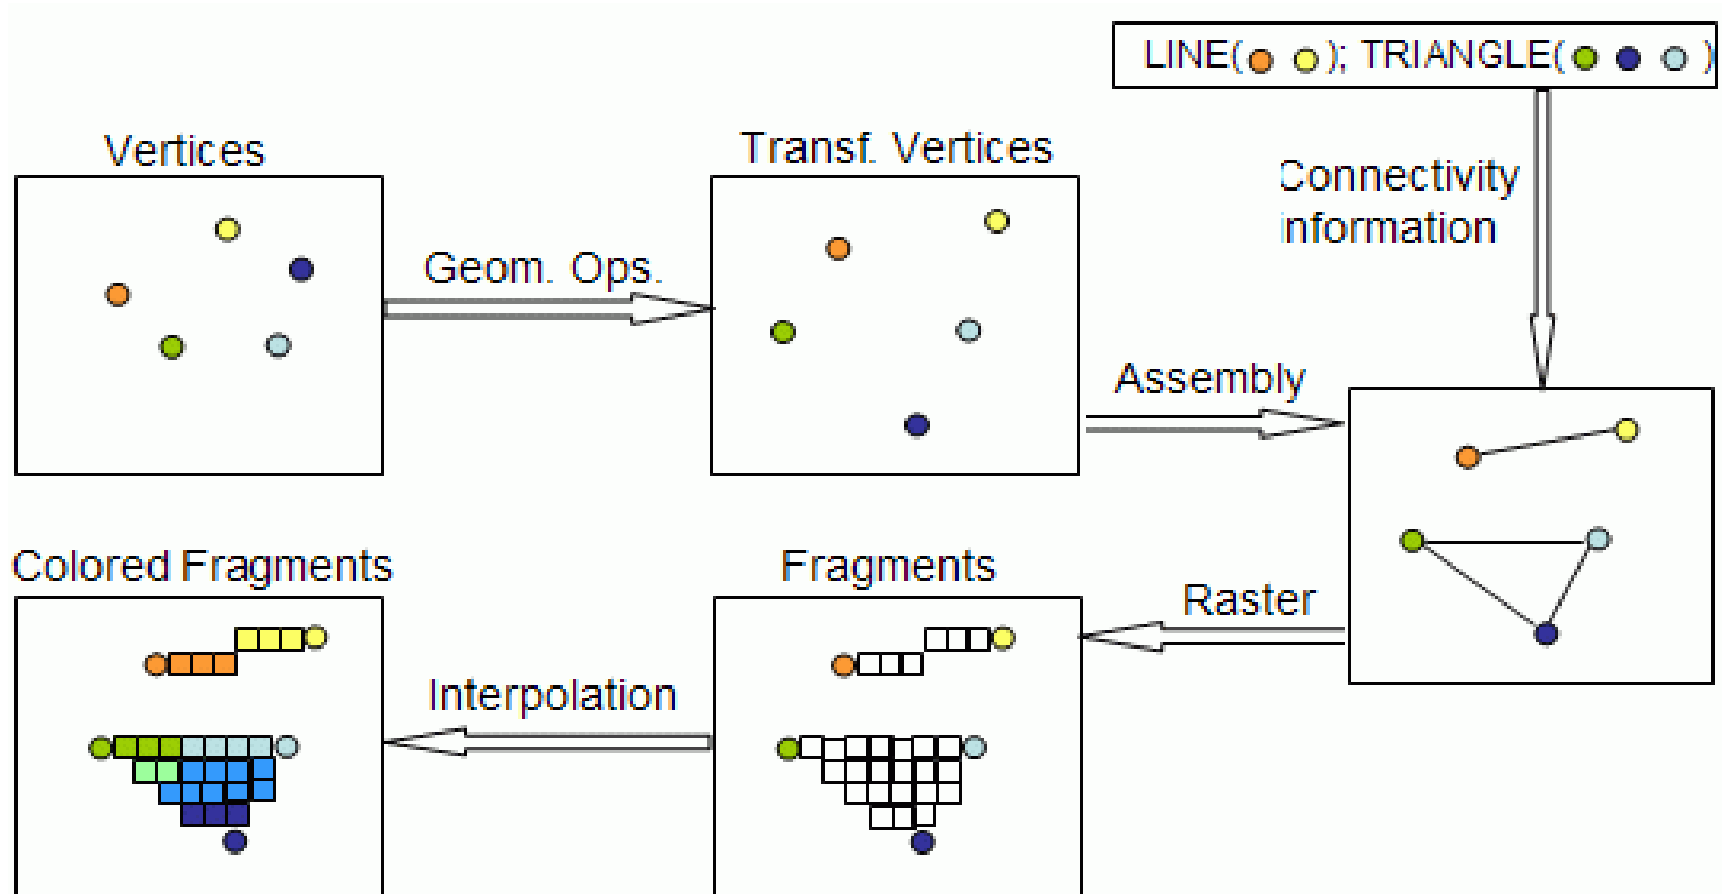 LINE( ); TRIANGLE( )
Vertices
Transf. Vertices
Connectivity
information
Geom. Ops.
Assembly
Colored Fragments
Fragments
Raster
Interpolation